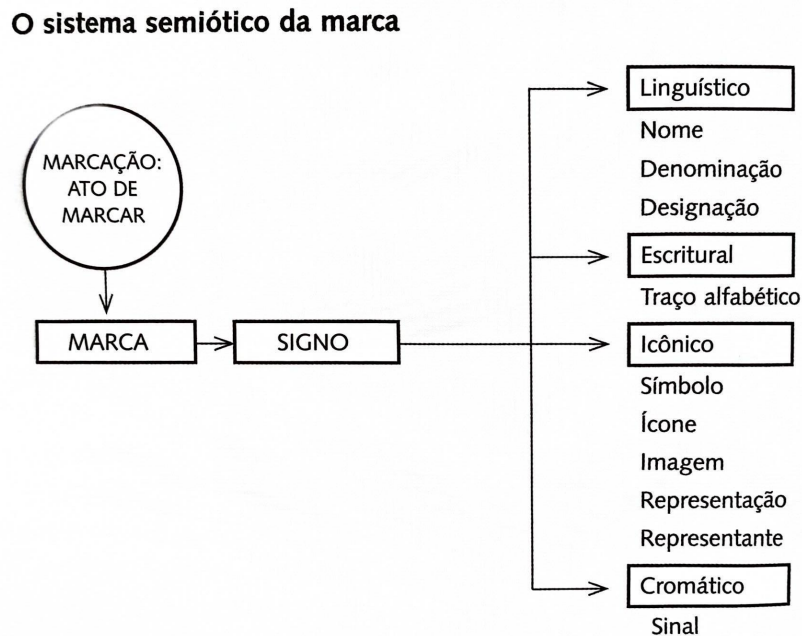 O sistema semiótico da marca
MARCAÇÃO:
ATO DE
MARCAR
MARCA
SIGNO
Linguístico
Nome
Denominação
Designação
Escritural
Traço alfabético
Icônico
Símbolo
Ícone
Imagem
Representação
Representante
Cromático
Sinal